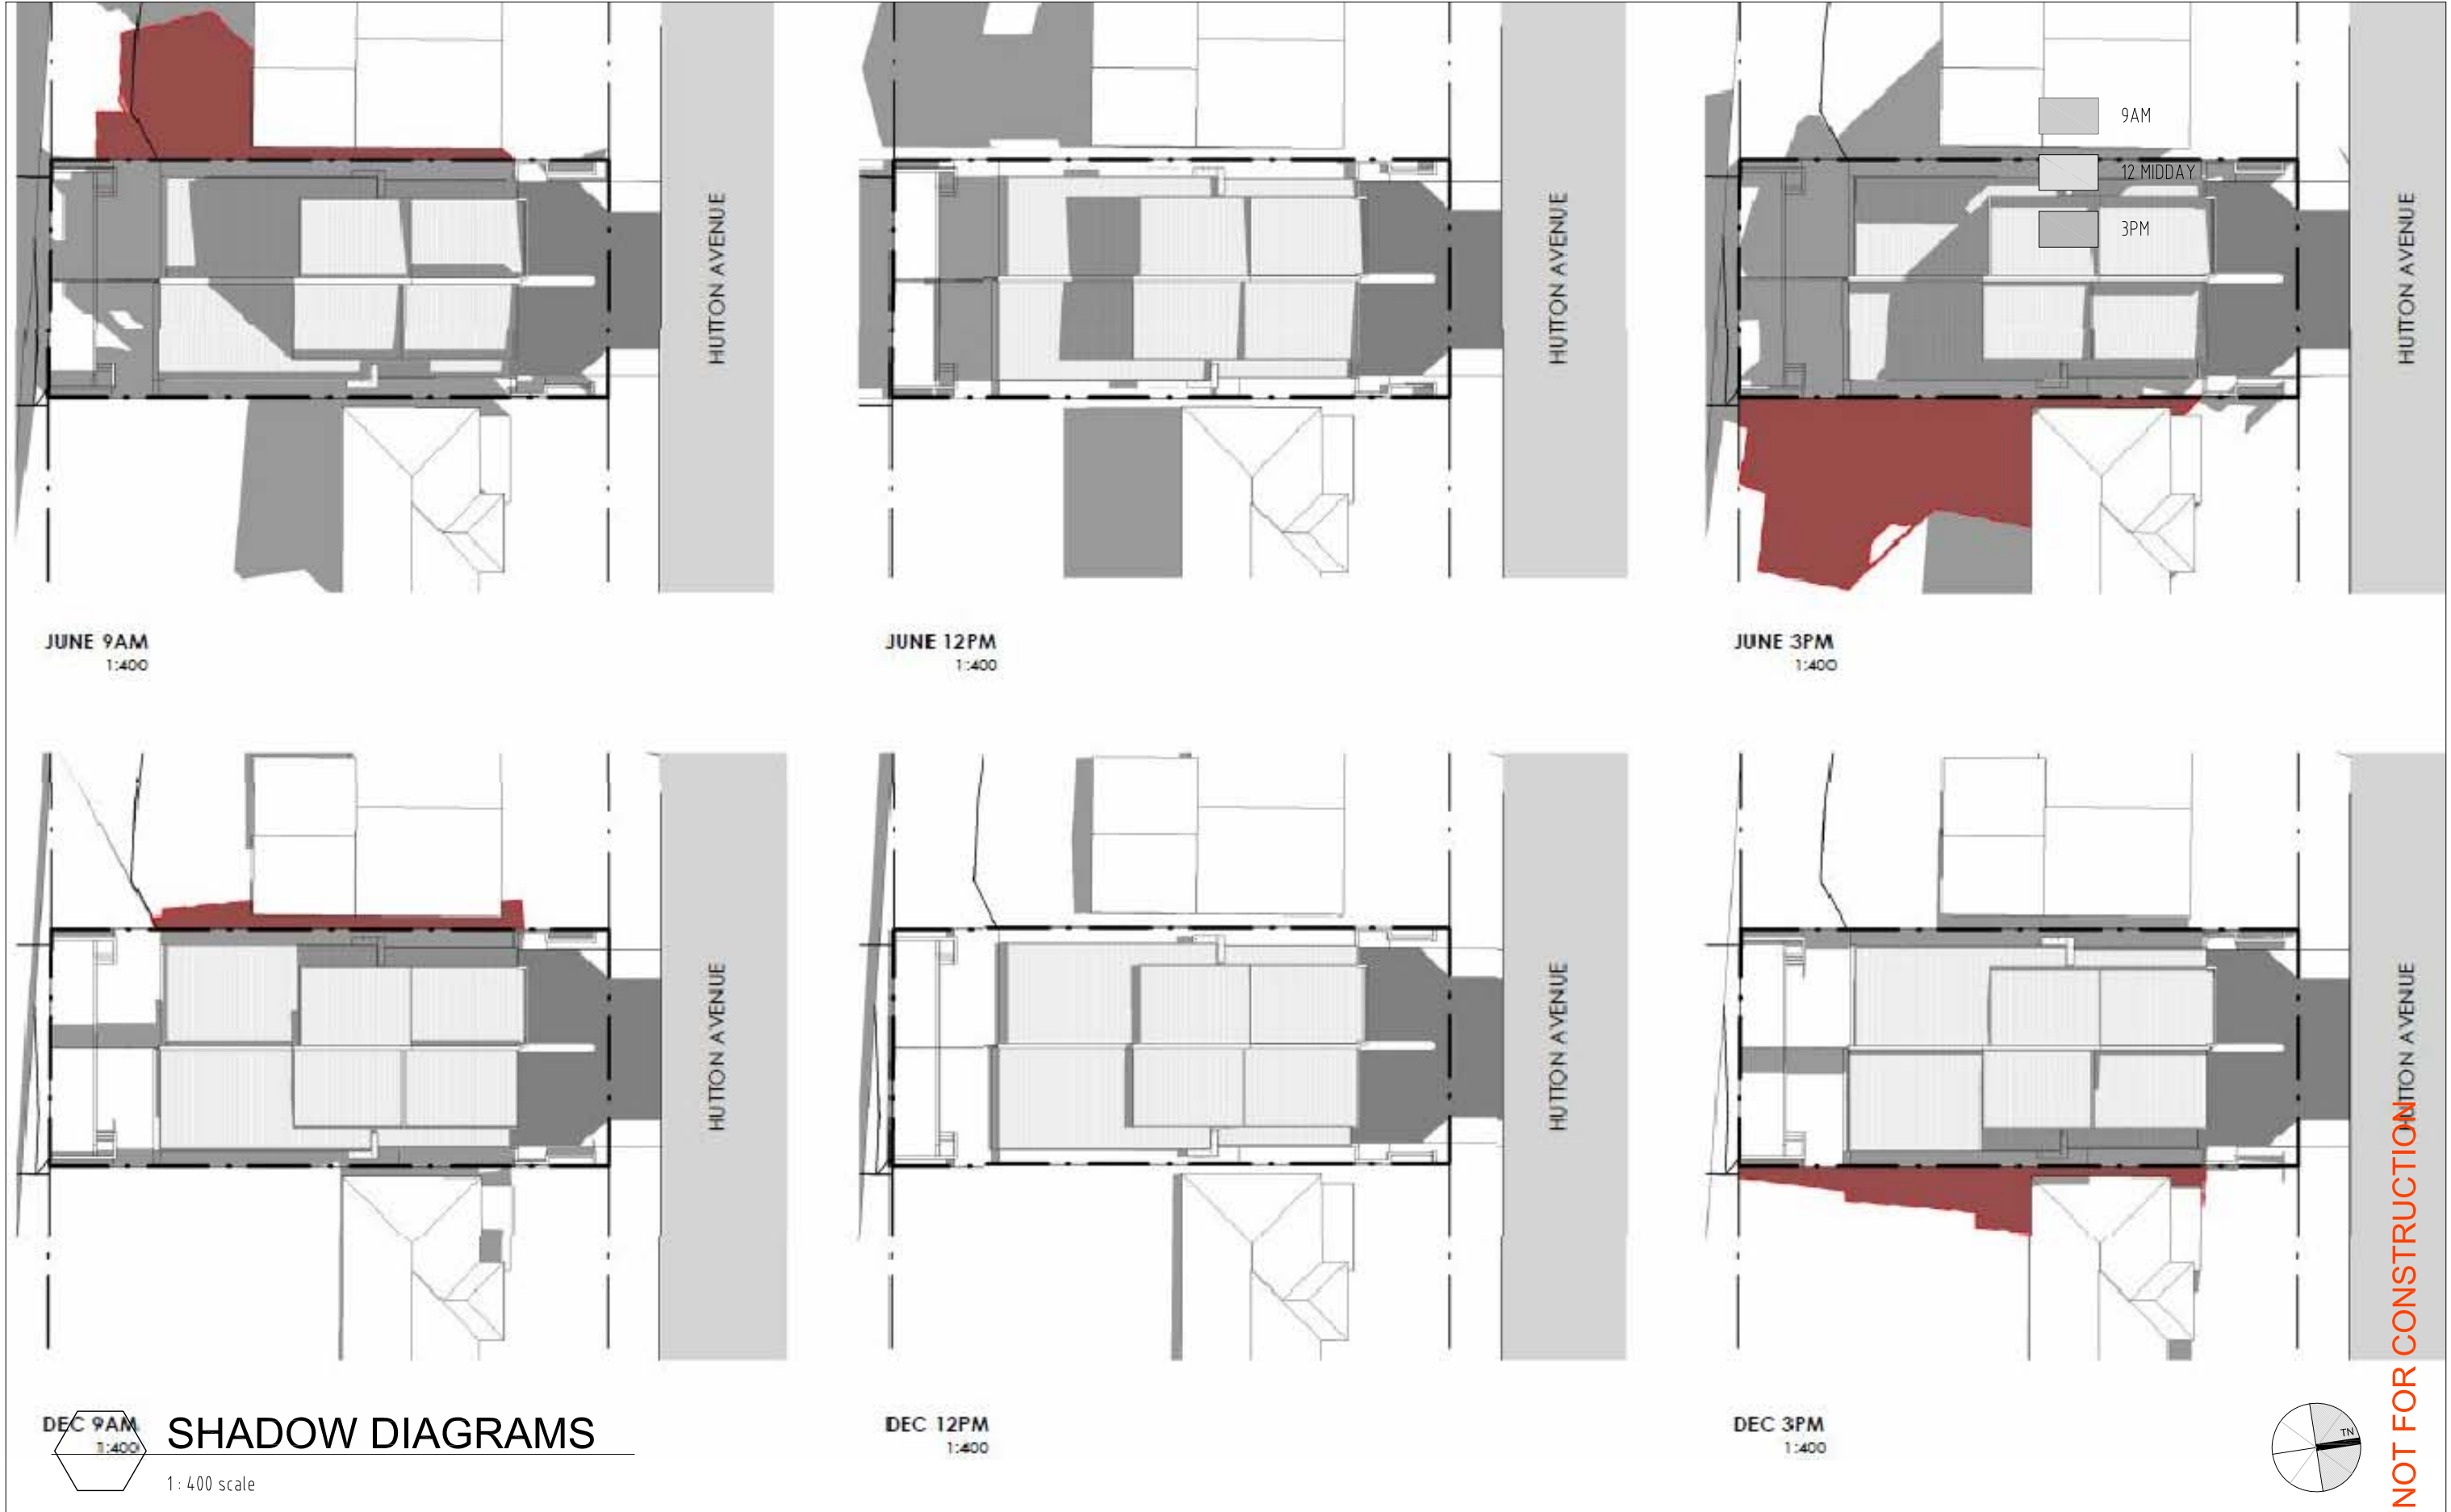 HUTTON AVENUE
HUTTON AVENUE
9AM
12 MIDDAY
3PM
HUTTON AVENUE
JUNE 9AM
1:400
JUNE 12PM
1:400
JUNE 3PM
1:400
HUTTON AVENUE
HUTTON AVENUE
HUTTON AVENUE
NOT FOR CONSTRUCTION
DEC 9AM
1:400
SHADOW DIAGRAMS
1 : 400 scale
DEC 12PM
1:400
DEC 3PM
1:400
TN